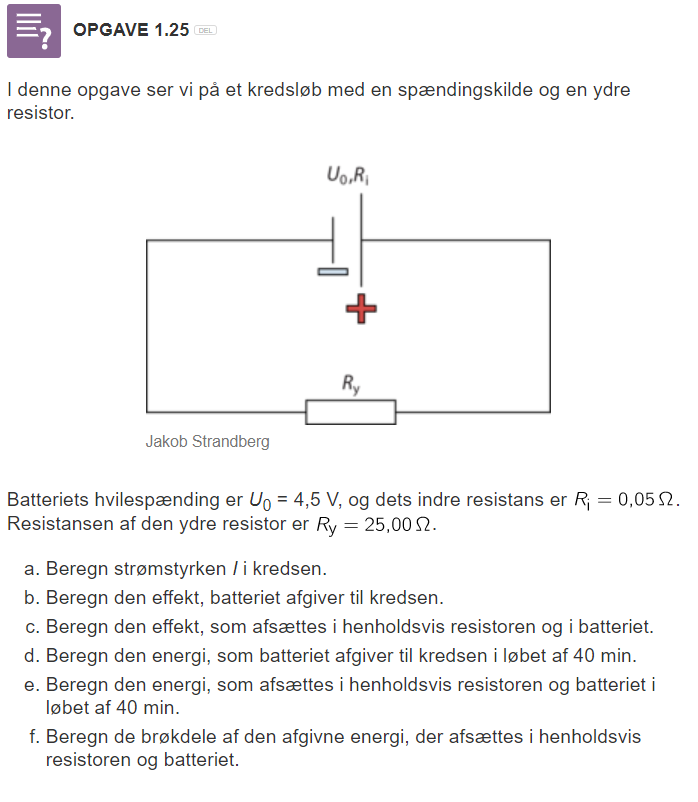 OPGAVE 1.25 DEL
I denne opgave ser vi på et kredsløb med en spændingskilde og en ydre
resistor.
U₀,Rᵢ
R_y
Jakob Strandberg
Batteriets hvilespænding er U₀ = 4,5 V, og dets indre resistans er Rᵢ = 0,05 Ω.
Resistansen af den ydre resistor er R_y = 25,00 Ω.
a. Beregn strømstyrken I i kredsen.
b. Beregn den effekt, batteriet afgiver til kredsen.
c. Beregn den effekt, som afsættes i henholdsvis resistoren og i batteriet.
d. Beregn den energi, som batteriet afgiver til kredsen i løbet af 40 min.
e. Beregn den energi, som afsættes i henholdsvis resistoren og batteriet i
løbet af 40 min.
f. Beregn de brøkdele af den afgivne energi, der afsættes i henholdsvis
resistoren og batteriet.